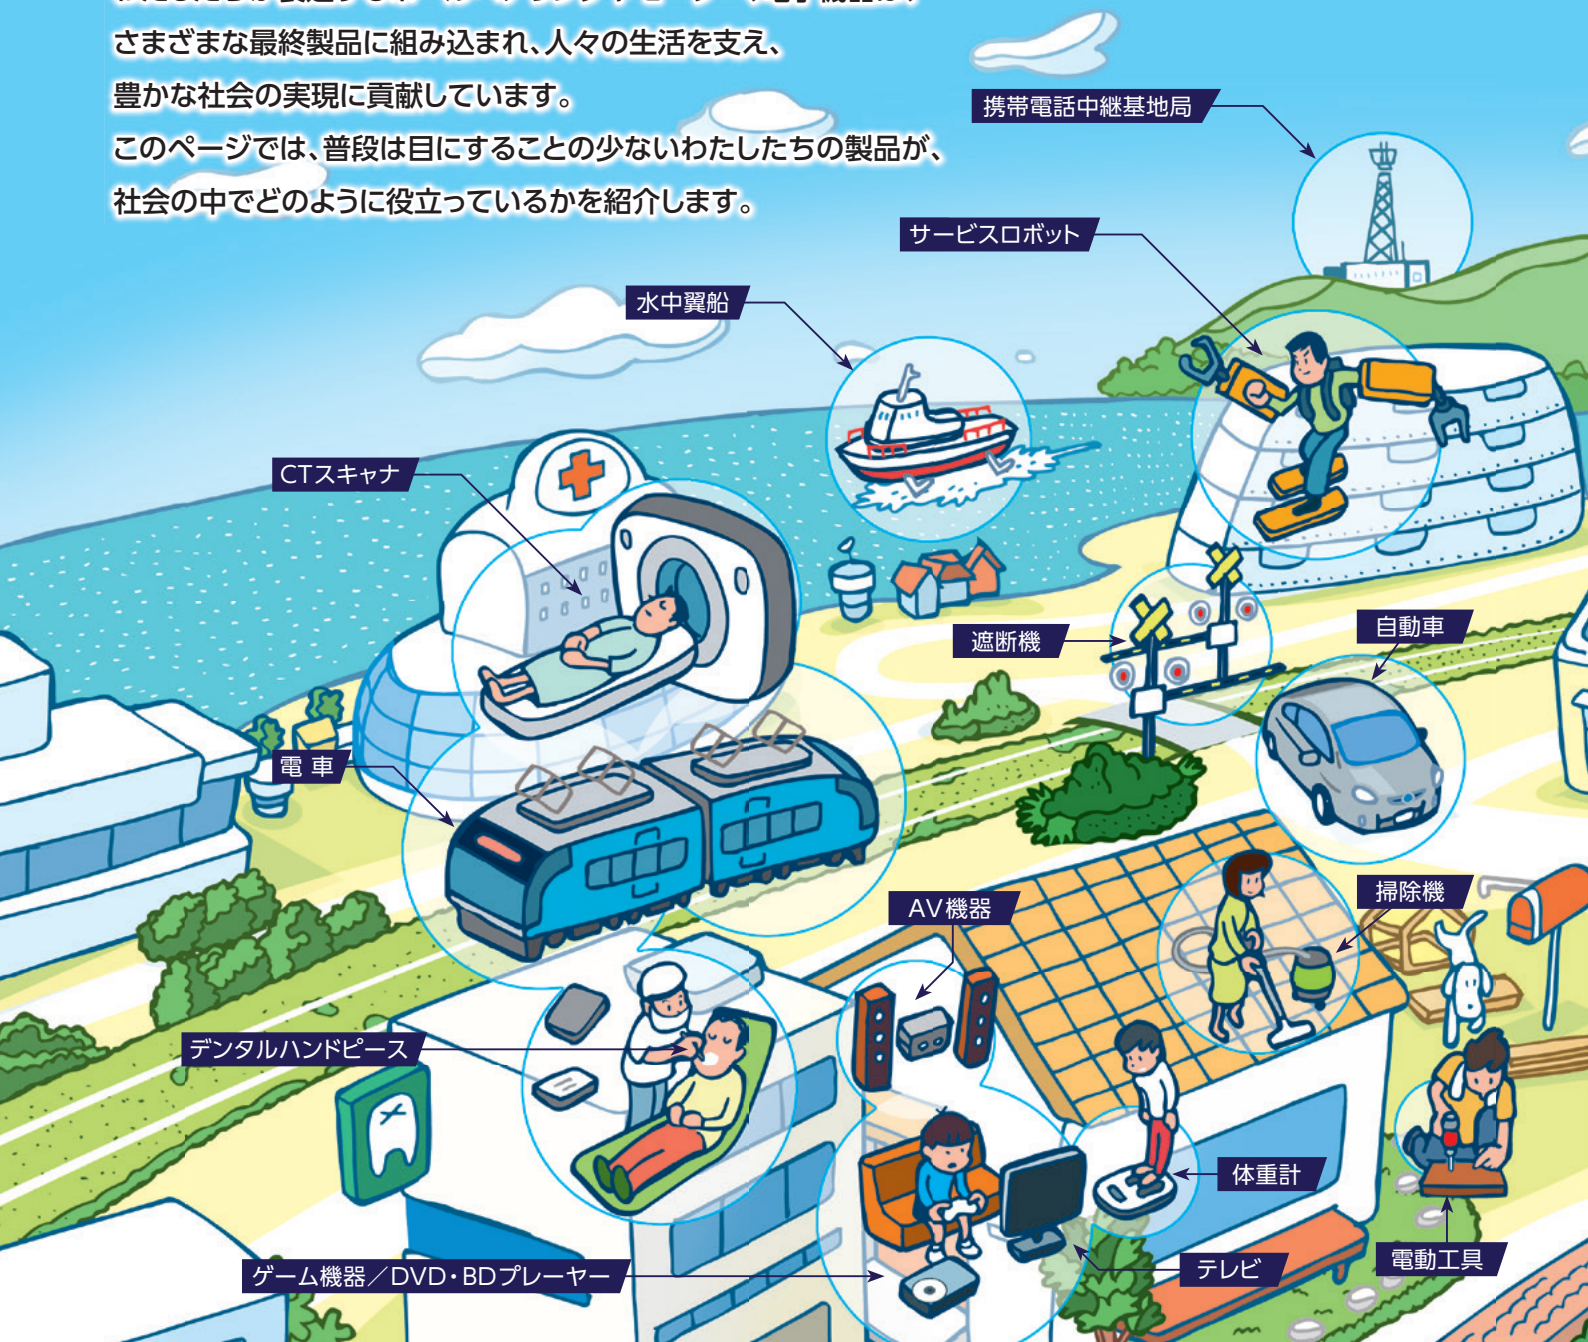 さまざまな最終製品に組み込まれ、人々の生活を支え、
豊かな社会の実現に貢献しています。
このページでは、普段は目にすることの少ないわたしたちの製品が、
社会の中でどのように役立っているかを紹介します。
携帯電話中継基地局
サービスロボット
水中翼船
CTスキャナ
遮断機
自動車
電車
AV機器
掃除機
デンタルハンドピース
体重計
ゲーム機器／DVD・BDプレーヤー
テレビ
電動工具